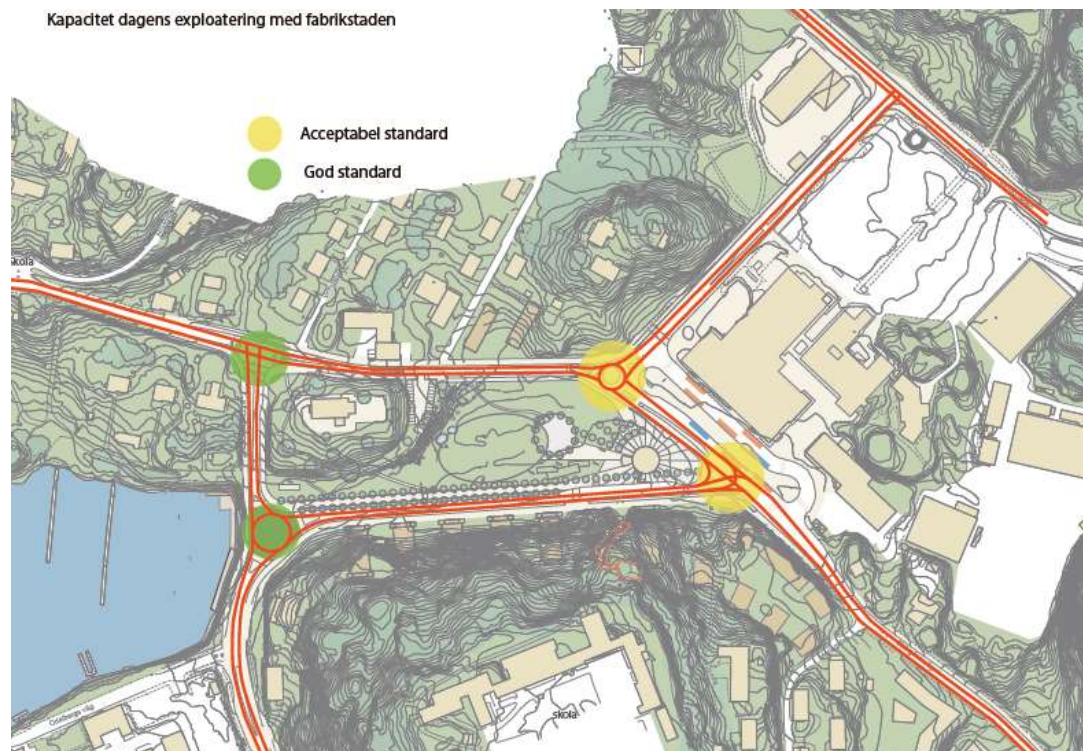 Kapacitet dagens exploatering med fabrikstaden
Acceptabel standard
God standard
skola
skola